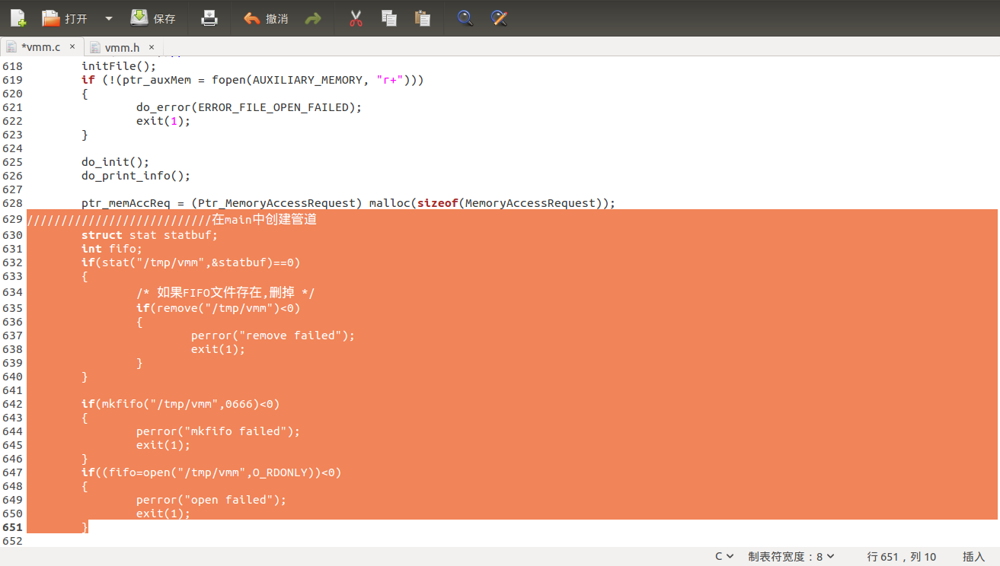 打开 保存 撤消
*vmm.c × vmm.h ×
618 initFile();
619 if (!(ptr_auxMem = fopen(AUXILIARY_MEMORY, "r+")))
620 {
621 do_error(ERROR_FILE_OPEN_FAILED);
622 exit(1);
623 }
624
625 do_init();
626 do_print_info();
627
628 ptr_memAccReq = (Ptr_MemoryAccessRequest) malloc(sizeof(MemoryAccessRequest));
629 ///////////////////////////在main中创建管道
630 struct stat statbuf;
631 int fifo;
632 if(stat("/tmp/vmm",&statbuf)==0)
633 {
634 /* 如果FIFO文件存在,删掉 */
635 if(remove("/tmp/vmm")<0)
636 {
637 perror("remove failed");
638 exit(1);
639 }
640 }
641
642 if(mkfifo("/tmp/vmm",0666)<0)
643 {
644 perror("mkfifo failed");
645 exit(1);
646 }
647 if((fifo=open("/tmp/vmm",O_RDONLY))<0)
648 {
649 perror("open failed");
650 exit(1);
651 }
652
C 制表符宽度：8 行 651，列 10 插入